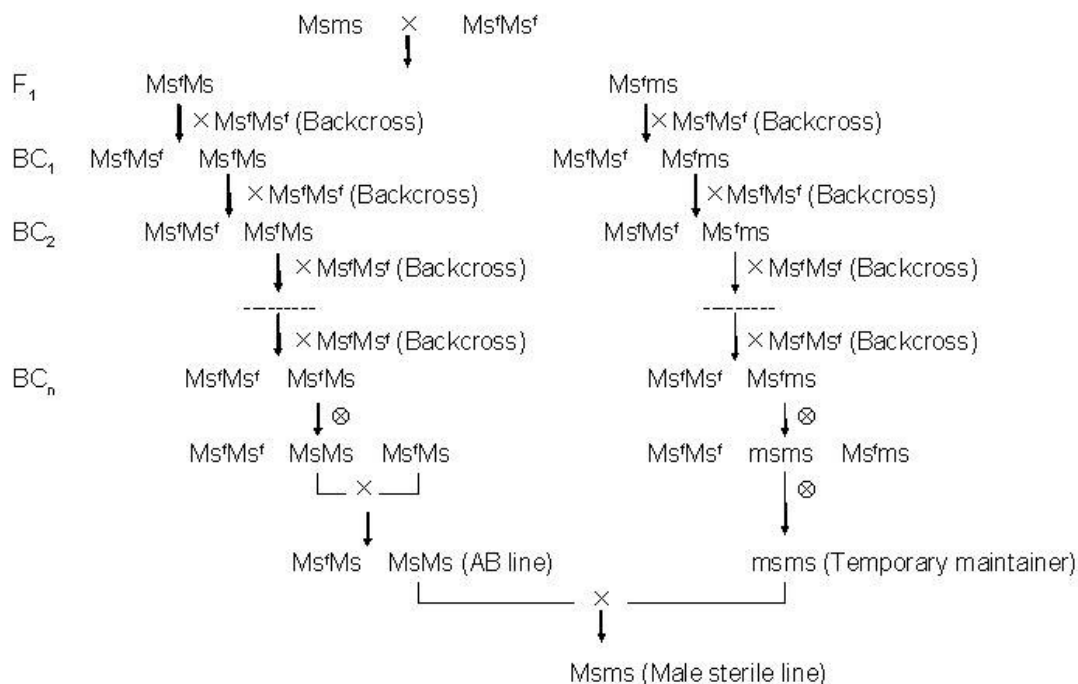 Msms × MsᶠMsᶠ
F₁ MsᶠMs Msᶠms
× MsᶠMsᶠ (Backcross) × MsᶠMsᶠ (Backcross)
BC₁ MsᶠMsᶠ MsᶠMs MsᶠMsᶠ Msᶠms
× MsᶠMsᶠ (Backcross) × MsᶠMsᶠ (Backcross)
BC₂ MsᶠMsᶠ MsᶠMs MsᶠMsᶠ Msᶠms
× MsᶠMsᶠ (Backcross) × MsᶠMsᶠ (Backcross)
× MsᶠMsᶠ (Backcross) × MsᶠMsᶠ (Backcross)
BCₙ MsᶠMsᶠ MsᶠMs MsᶠMsᶠ Msᶠms
⊗ ⊗
MsᶠMsᶠ MsMs MsᶠMs MsᶠMsᶠ msms Msᶠms
× ⊗
MsᶠMs MsMs (AB line) msms (Temporary maintainer)
×
Msms (Male sterile line)